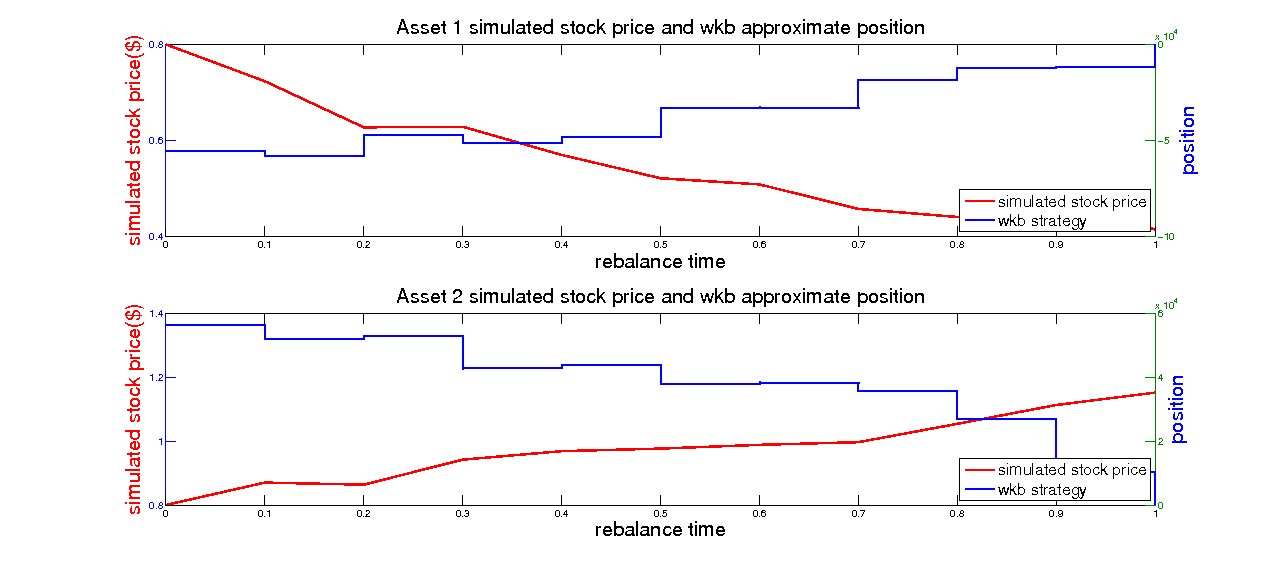 Asset 1 simulated stock price and wkb approximate position
x 10^4
simulated stock price($)
0.8
0.6
0.4
0
−5
−10
position
simulated stock price
wkb strategy
0 0.1 0.2 0.3 0.4 0.5 0.6 0.7 0.8 0.9 1
rebalance time
Asset 2 simulated stock price and wkb approximate position
x 10^4
simulated stock price($)
1.4
1.2
1
0.8
6
4
2
0
position
simulated stock price
wkb strategy
0 0.1 0.2 0.3 0.4 0.5 0.6 0.7 0.8 0.9 1
rebalance time